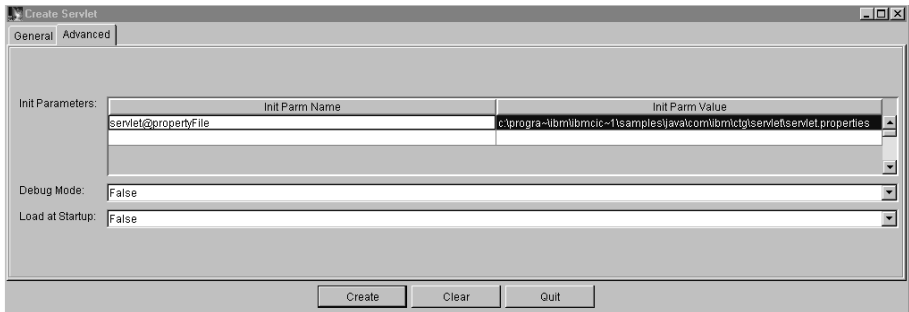 Create Servlet
General Advanced
Init Parameters:
Init Parm Name Init Parm Value
servlet@propertyFile c:\progra~\ibm\ibmcic~1\samples\java\com\ibm\ctg\servlet\servlet.properties
Debug Mode: False
Load at Startup: False
Create Clear Quit